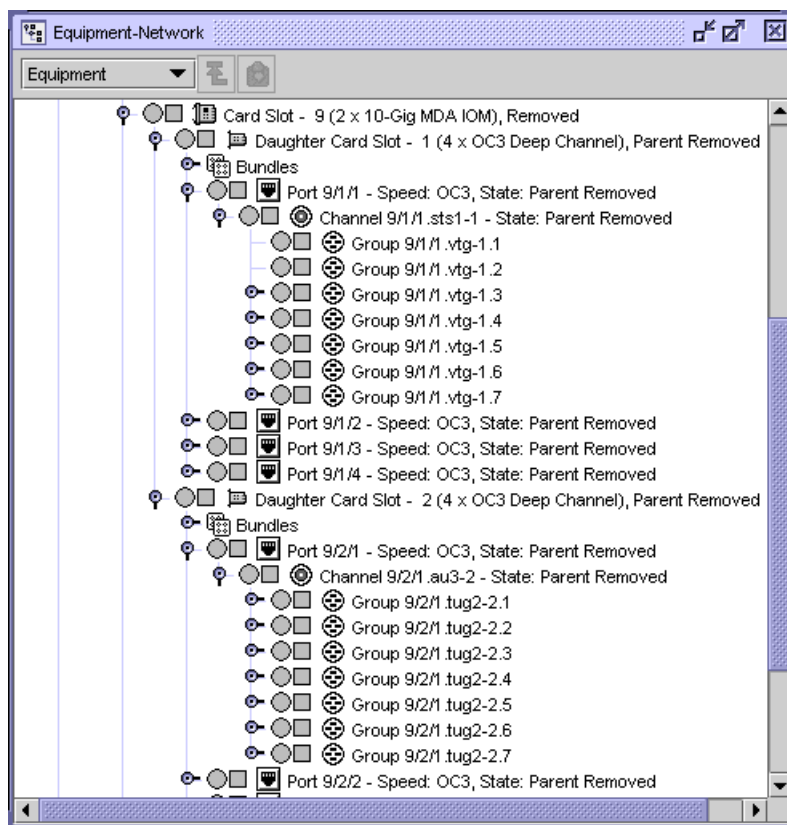 Equipment-Network
Equipment
Card Slot - 9 (2 x 10-Gig MDA IOM), Removed
Daughter Card Slot - 1 (4 x OC3 Deep Channel), Parent Removed
Bundles
Port 9/1/1 - Speed: OC3, State: Parent Removed
Channel 9/1/1.sts1-1 - State: Parent Removed
Group 9/1/1.vtg-1.1
Group 9/1/1.vtg-1.2
Group 9/1/1.vtg-1.3
Group 9/1/1.vtg-1.4
Group 9/1/1.vtg-1.5
Group 9/1/1.vtg-1.6
Group 9/1/1.vtg-1.7
Port 9/1/2 - Speed: OC3, State: Parent Removed
Port 9/1/3 - Speed: OC3, State: Parent Removed
Port 9/1/4 - Speed: OC3, State: Parent Removed
Daughter Card Slot - 2 (4 x OC3 Deep Channel), Parent Removed
Bundles
Port 9/2/1 - Speed: OC3, State: Parent Removed
Channel 9/2/1.au3-2 - State: Parent Removed
Group 9/2/1.tug2-2.1
Group 9/2/1.tug2-2.2
Group 9/2/1.tug2-2.3
Group 9/2/1.tug2-2.4
Group 9/2/1.tug2-2.5
Group 9/2/1.tug2-2.6
Group 9/2/1.tug2-2.7
Port 9/2/2 - Speed: OC3, State: Parent Removed